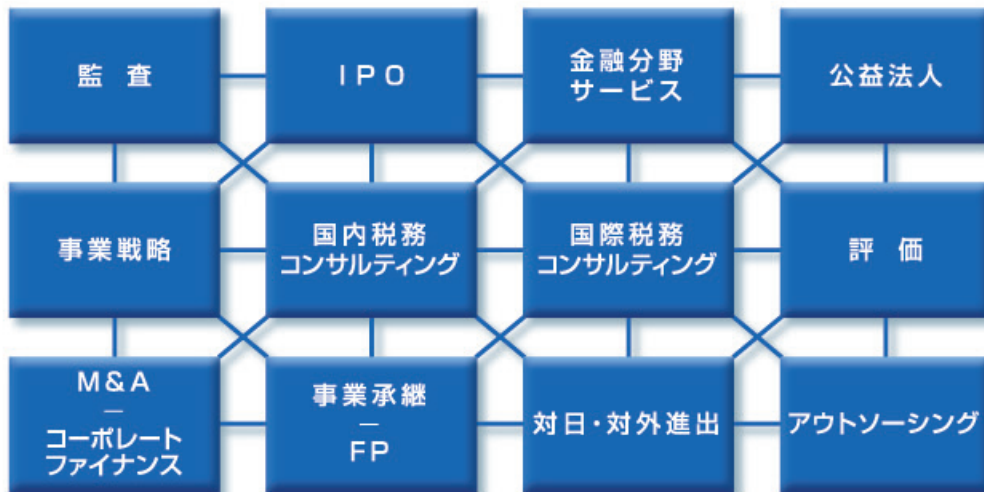 監査
IPO
金融分野
サービス
公益法人
事業戦略
国内税務
コンサルティング
国際税務
コンサルティング
評価
M&A
―
コーポレート
ファイナンス
事業承継
―
FP
対日・対外進出
アウトソーシング